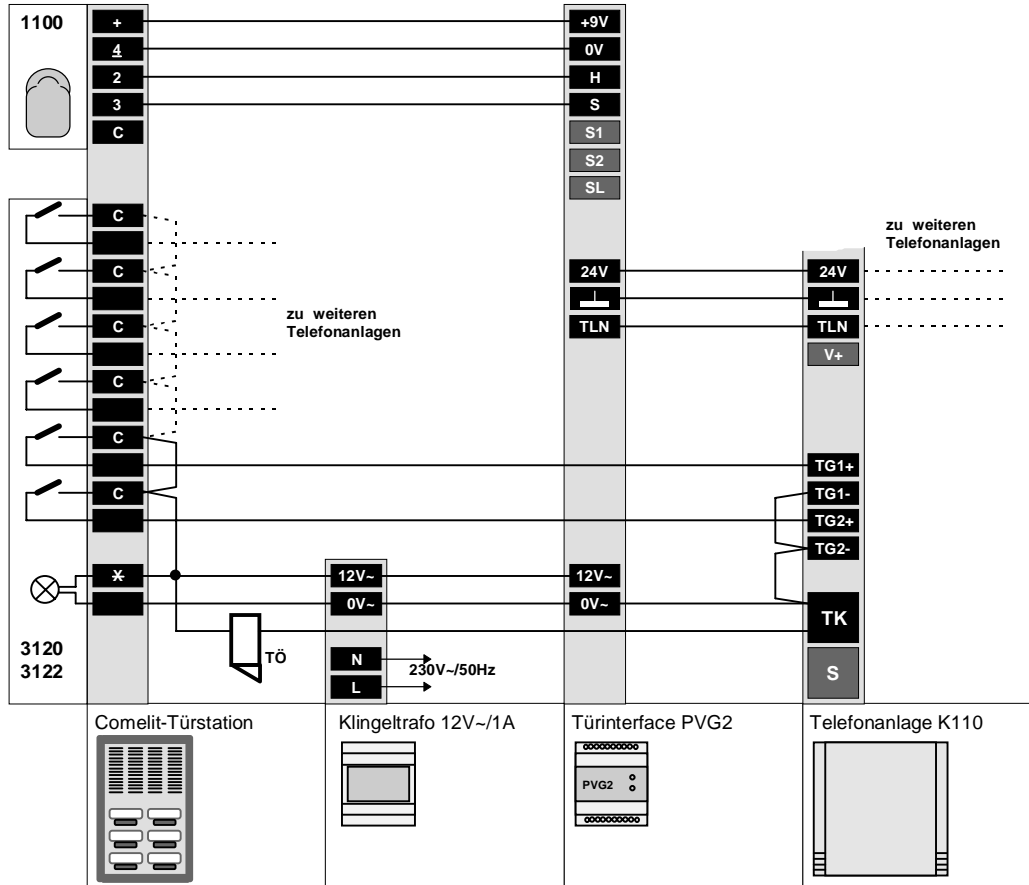 1100
+
4
2
3
C
C
C
C
C
C
C
X
3120
3122
zu weiteren
Telefonanlagen
TÖ
12V~
0V~
N
L
230V~/50Hz
+9V
0V
H
S
S1
S2
SL
24V
TLN
12V~
0V~
zu weiteren
Telefonanlagen
24V
TLN
V+
TG1+
TG1-
TG2+
TG2-
TK
S
Comelit-Türstation
Klingeltrafo 12V~/1A
Türinterface PVG2
PVG2
Telefonanlage K110